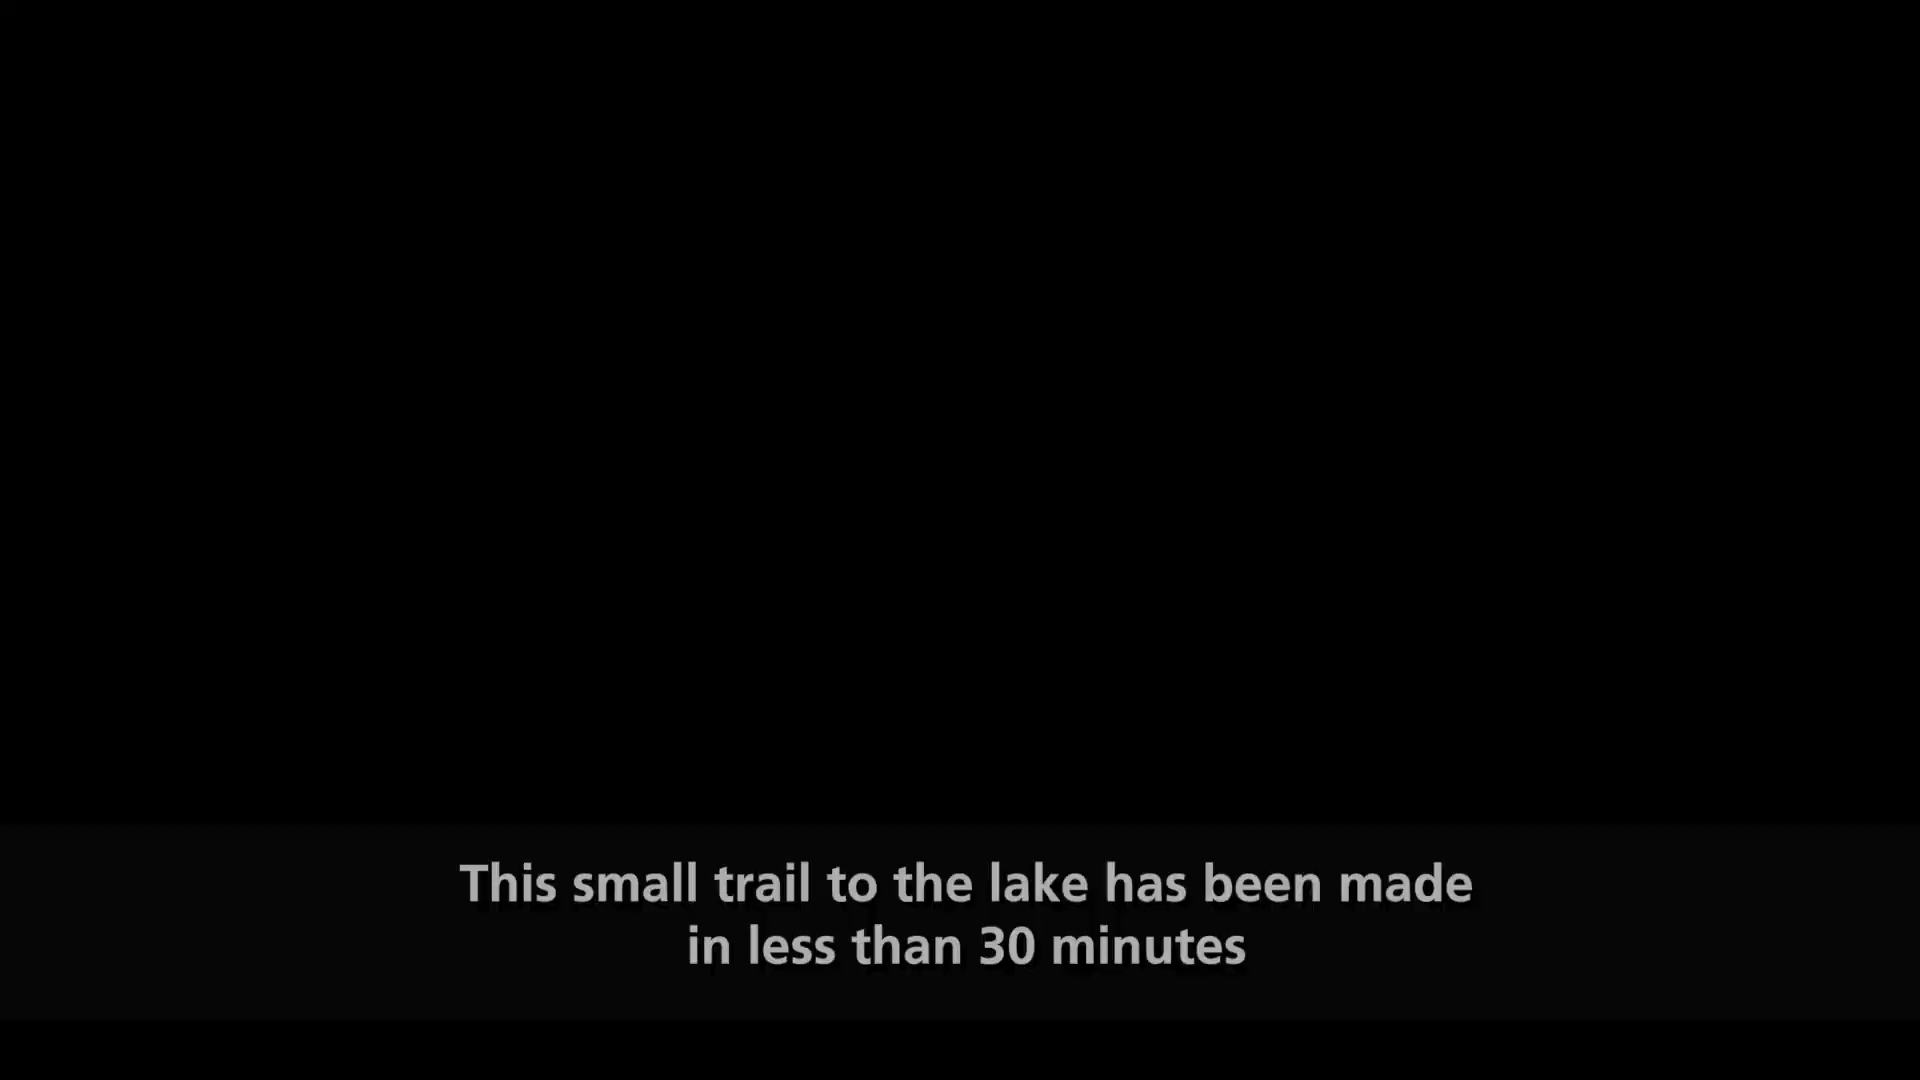 This small trail to the lake has been made
in less than 30 minutes